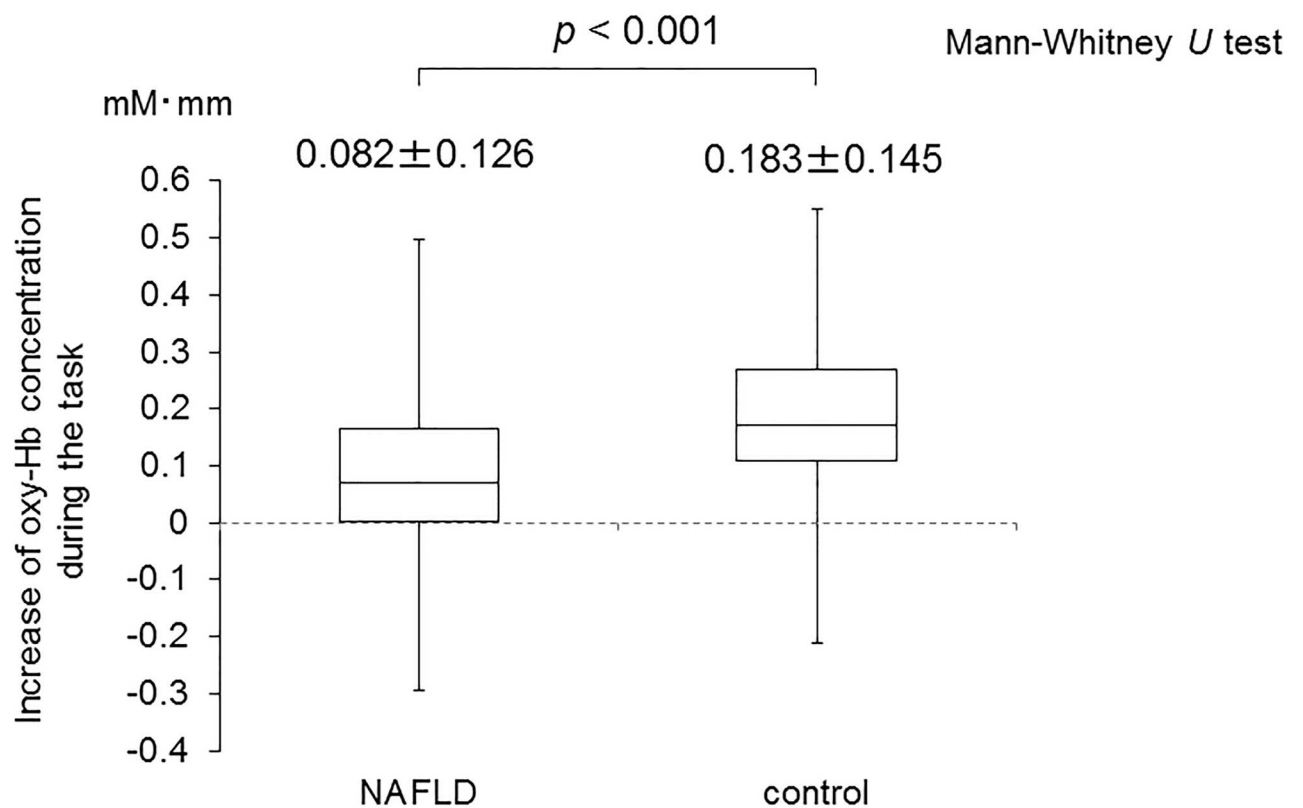 p < 0.001
Mann-Whitney U test
mM·mm
0.082±0.126
0.183±0.145
Increase of oxy-Hb concentration
during the task
0.6
0.5
0.4
0.3
0.2
0.1
0
-0.1
-0.2
-0.3
-0.4
NAFLD
control